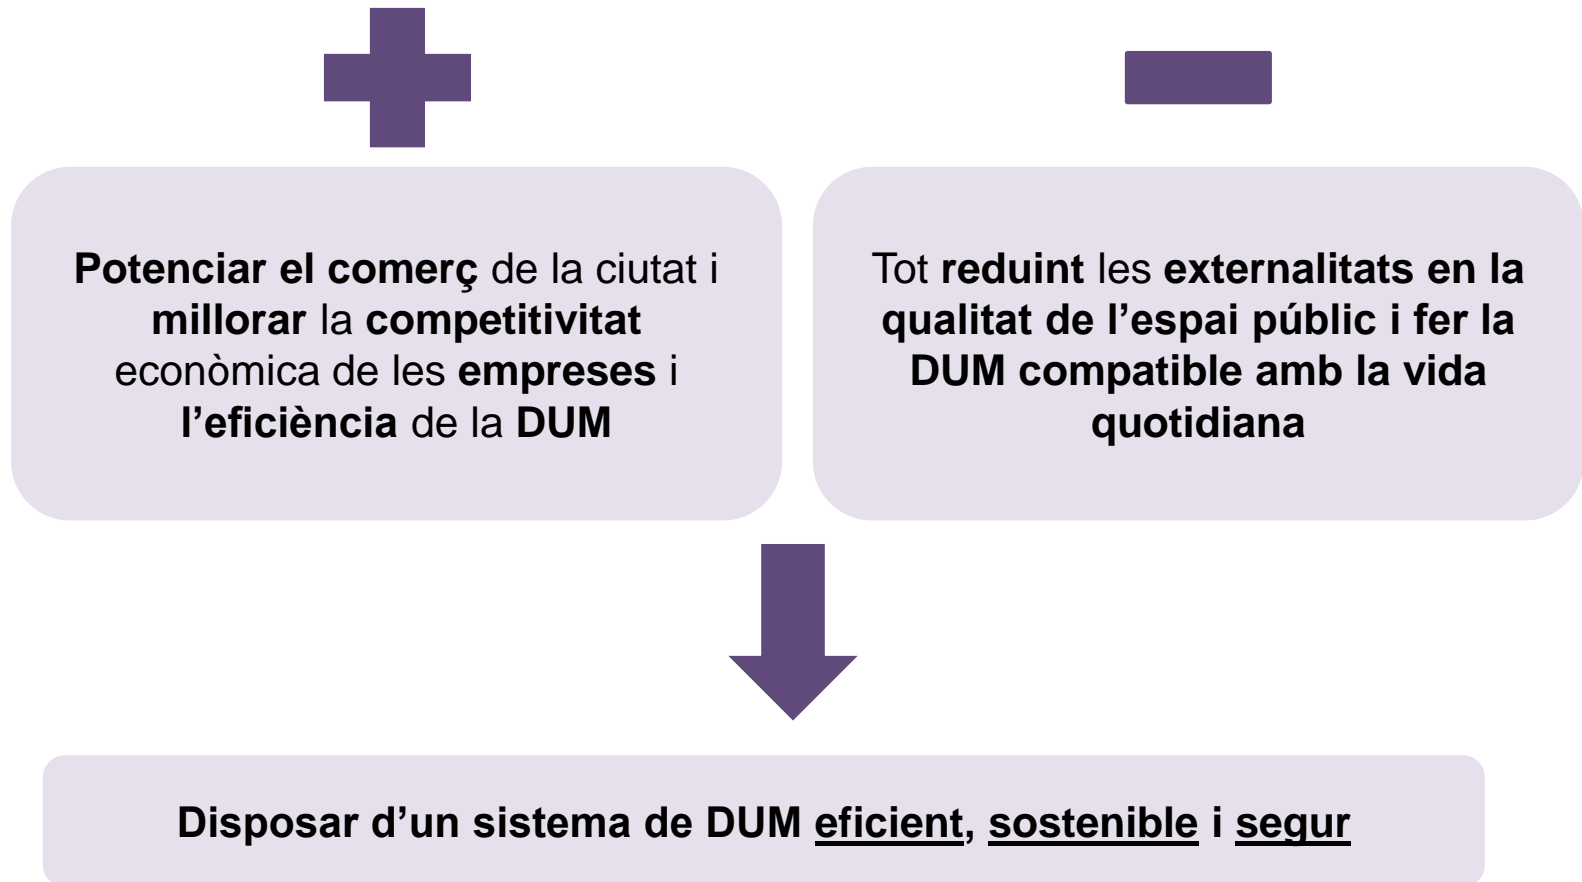 Potenciar el comerç de la ciutat i
millorar la competitivitat
econòmica de les empreses i
l’eficiència de la DUM
Tot reduint les externalitats en la
qualitat de l’espai públic i fer la
DUM compatible amb la vida
quotidiana
Disposar d’un sistema de DUM eficient, sostenible i segur